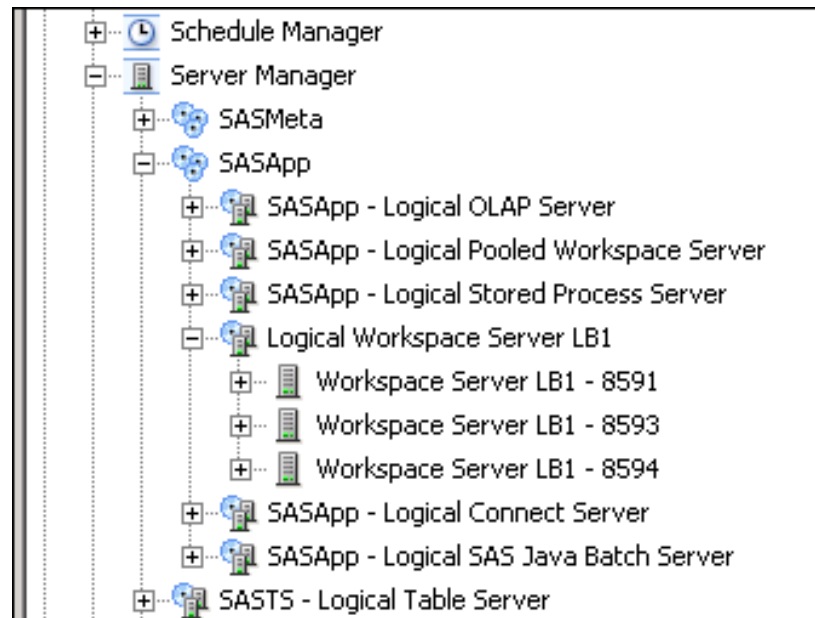 Schedule Manager
Server Manager
SASMeta
SASApp
SASApp - Logical OLAP Server
SASApp - Logical Pooled Workspace Server
SASApp - Logical Stored Process Server
Logical Workspace Server LB1
Workspace Server LB1 - 8591
Workspace Server LB1 - 8593
Workspace Server LB1 - 8594
SASApp - Logical Connect Server
SASApp - Logical SAS Java Batch Server
SASTS - Logical Table Server